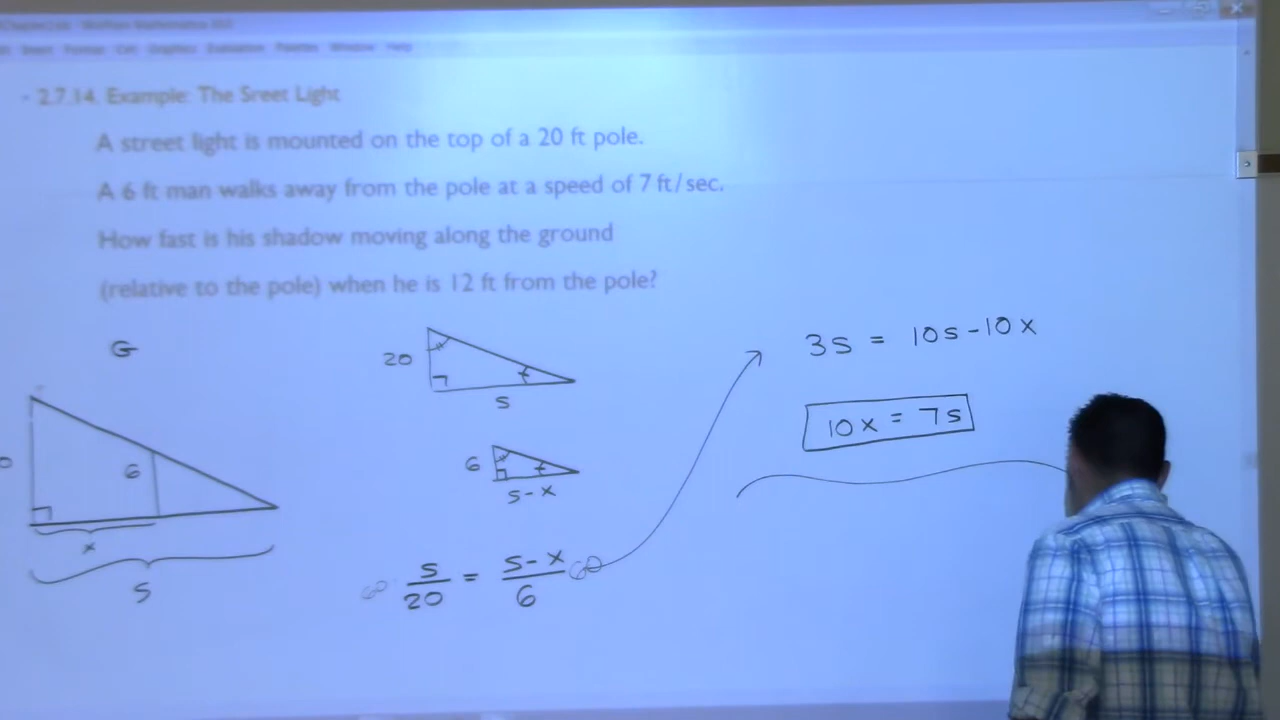 2.7.14. Example: The Sreet Light
A street light is mounted on the top of a 20 ft pole.
A 6 ft man walks away from the pole at a speed of 7 ft/sec.
How fast is his shadow moving along the ground
(relative to the pole) when he is 12 ft from the pole?
G
6
x
S
20
S
6
S-x
S/20 = S-x/6
60
3S = 10S-10x
10x = 7S